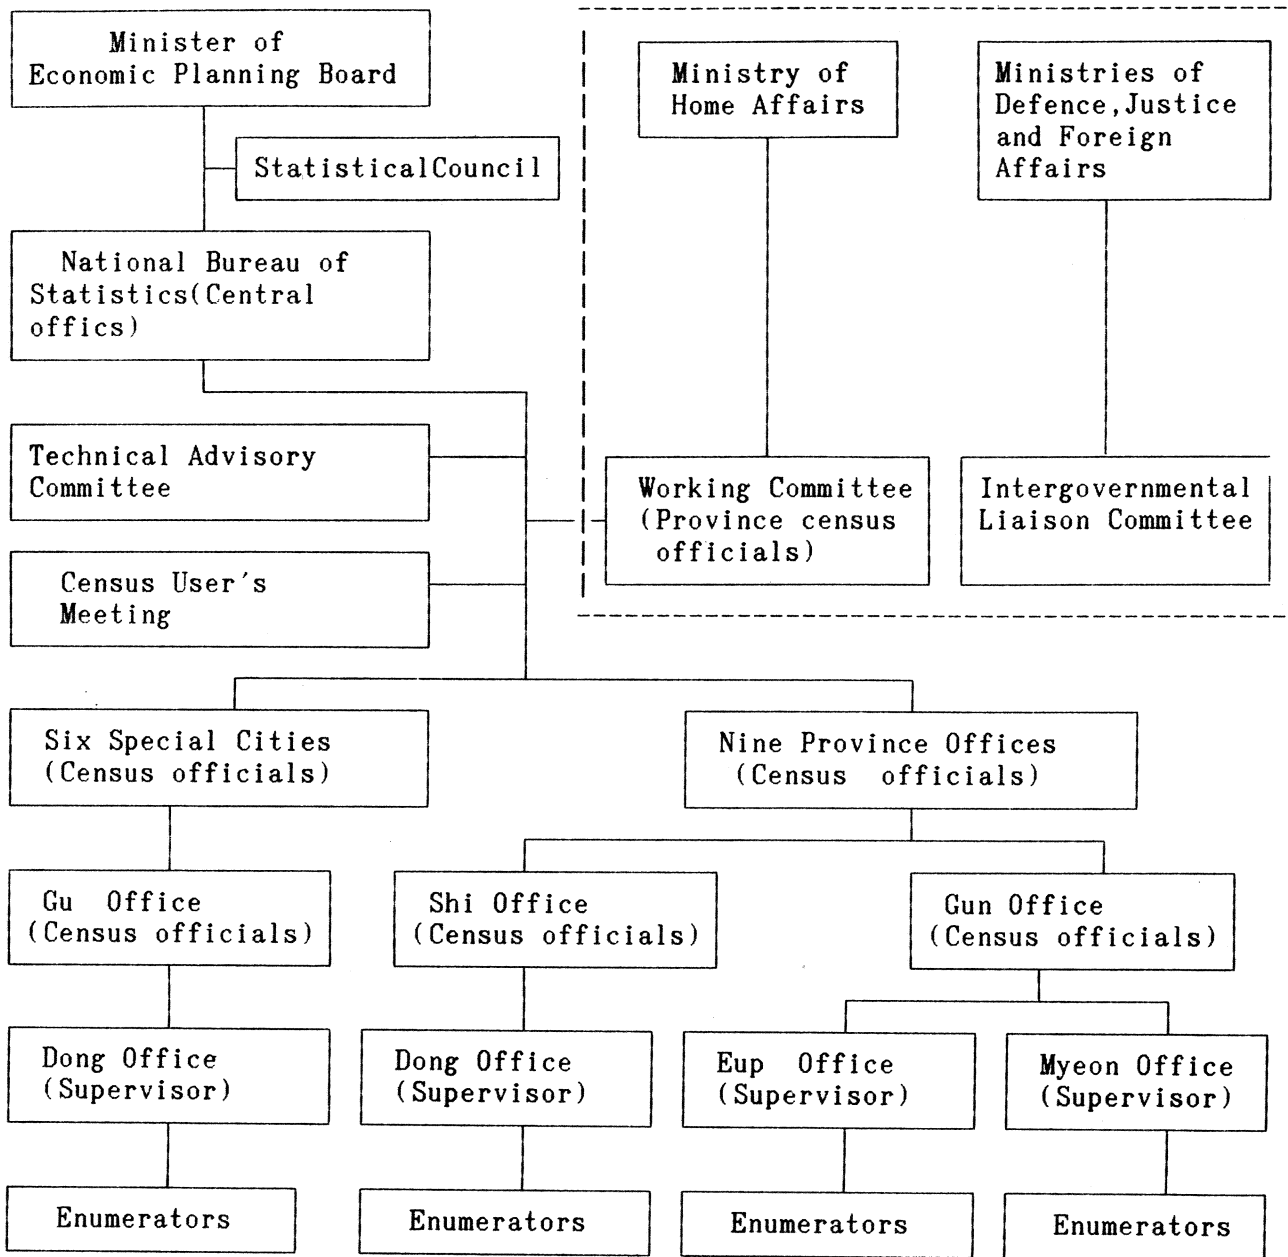 Minister of
Economic Planning Board
StatisticalCouncil
National Bureau of
Statistics(Central
offics)
Technical Advisory
Committee
Census User's
Meeting
Ministry of
Home Affairs
Ministries of
Defence,Justice
and Foreign
Affairs
Working Committee
(Province census
officials)
Intergovernmental
Liaison Committee
Six Special Cities
(Census officials)
Nine Province Offices
(Census officials)
Gu Office
(Census officials)
Shi Office
(Census officials)
Gun Office
(Census officials)
Dong Office
(Supervisor)
Dong Office
(Supervisor)
Eup Office
(Supervisor)
Myeon Office
(Supervisor)
Enumerators
Enumerators
Enumerators
Enumerators